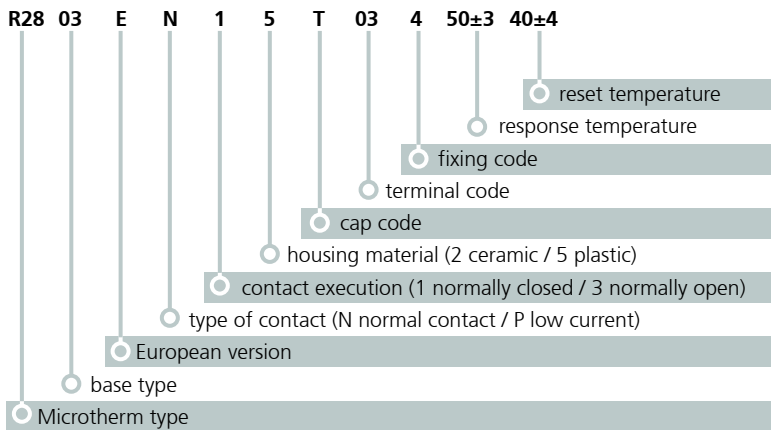 R28 03 E N 1 5 T 03 4 50±3 40±4
reset temperature
response temperature
fixing code
terminal code
cap code
housing material (2 ceramic / 5 plastic)
contact execution (1 normally closed / 3 normally open)
type of contact (N normal contact / P low current)
European version
base type
Microtherm type